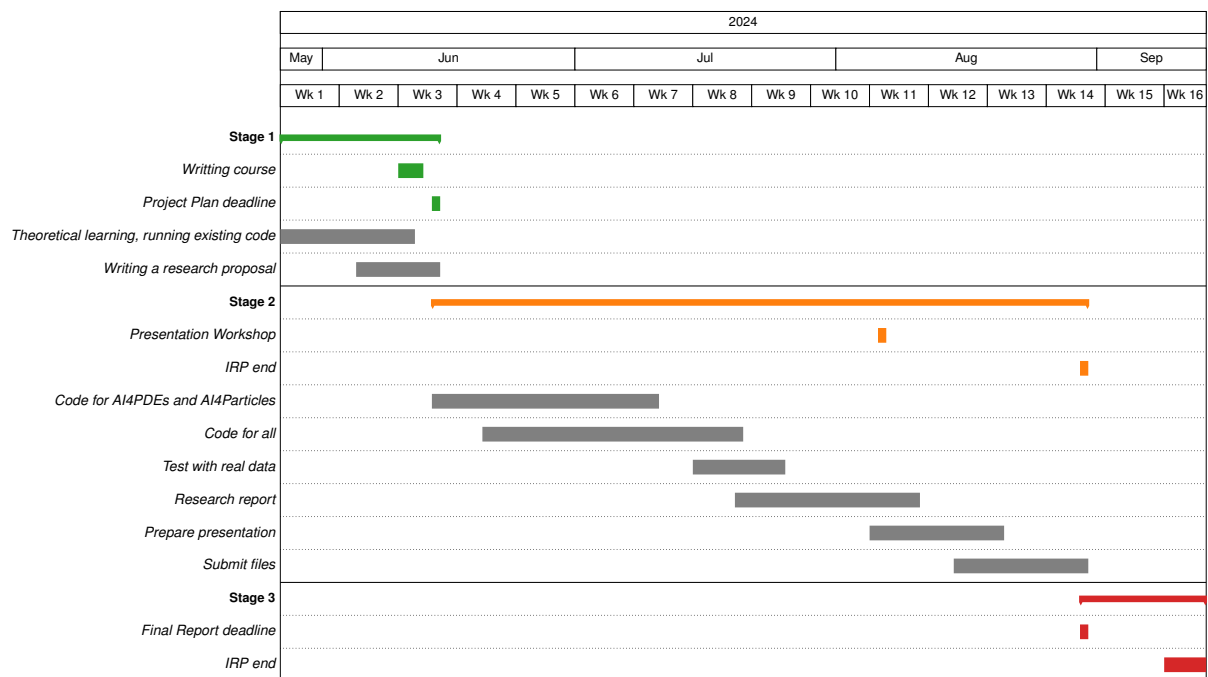 2024
May Jun Jul Aug Sep
Wk 1 Wk 2 Wk 3 Wk 4 Wk 5 Wk 6 Wk 7 Wk 8 Wk 9 Wk 10 Wk 11 Wk 12 Wk 13 Wk 14 Wk 15 Wk 16
Stage 1
Writting course
Project Plan deadline
Theoretical learning, running existing code
Writing a research proposal
Stage 2
Presentation Workshop
IRP end
Code for AI4PDEs and AI4Particles
Code for all
Test with real data
Research report
Prepare presentation
Submit files
Stage 3
Final Report deadline
IRP end